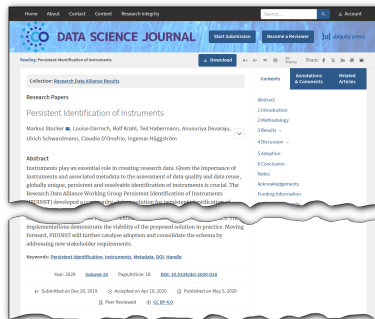 Home About Contact Content Research Integrity Search... Account
DATA SCIENCE JOURNAL Start Submission Become a Reviewer ]u[ ubiquity press
Reading: Persistent Identification of Instruments Download A+ A- Share:
Collection: Research Data Alliance Results
Research Papers
Persistent Identification of Instruments
Markus Stocker, Louise Darroch, Rolf Krahl, Ted Habermann, Anusuriya Devaraju,
Ulrich Schwardmann, Claudio D'Onofrio, Ingemar Häggström
Abstract
Instruments play an essential role in creating research data. Given the importance of
instruments and associated metadata to the assessment of data quality and data reuse,
globally unique, persistent and resolvable identification of instruments is crucial. The
Research Data Alliance Working Group Persistent Identification of Instruments
implementations demonstrate the viability of the proposed solution in practice. Moving
forward, PIDINST will further catalyse adoption and consolidate the schema by
addressing new stakeholder requirements.
Keywords: Persistent Identification, Instruments, Metadata, DOI, Handle
Year: 2020 Volume 19 Page/Article: 18 DOI: 10.5334/dsj-2020-018
Submitted on Dec 20, 2019 Accepted on Apr 10, 2020 Published on May 5, 2020
Peer Reviewed CC BY 4.0
Contents Annotations & Comments Related Articles
Abstract
1 Introduction
2 Methodology
3 Results
4 Discussion
5 Adoption
6 Conclusion
Notes
Acknowledgements
Funding Information